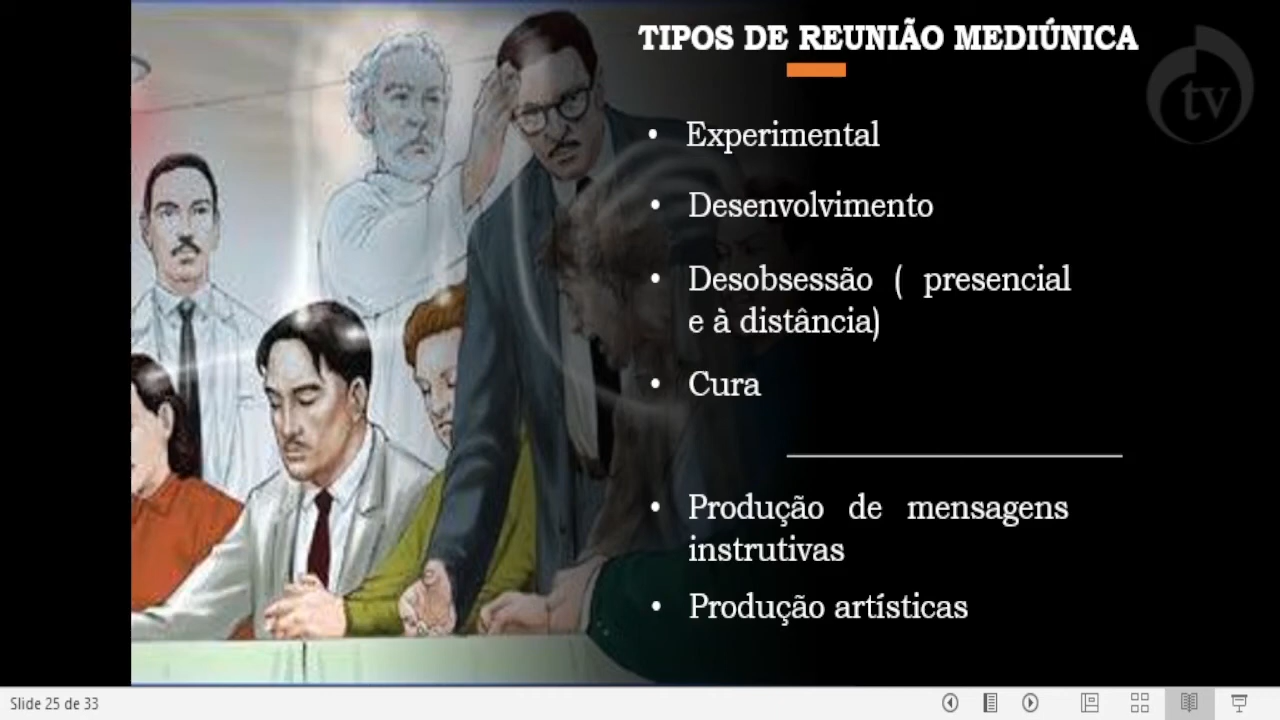 TIPOS DE REUNIÃO MEDIÚNICA
tv
• Experimental
• Desenvolvimento
• Desobsessão ( presencial
e à distância)
• Cura
• Produção de mensagens
instrutivas
• Produção artísticas
Slide 25 de 33